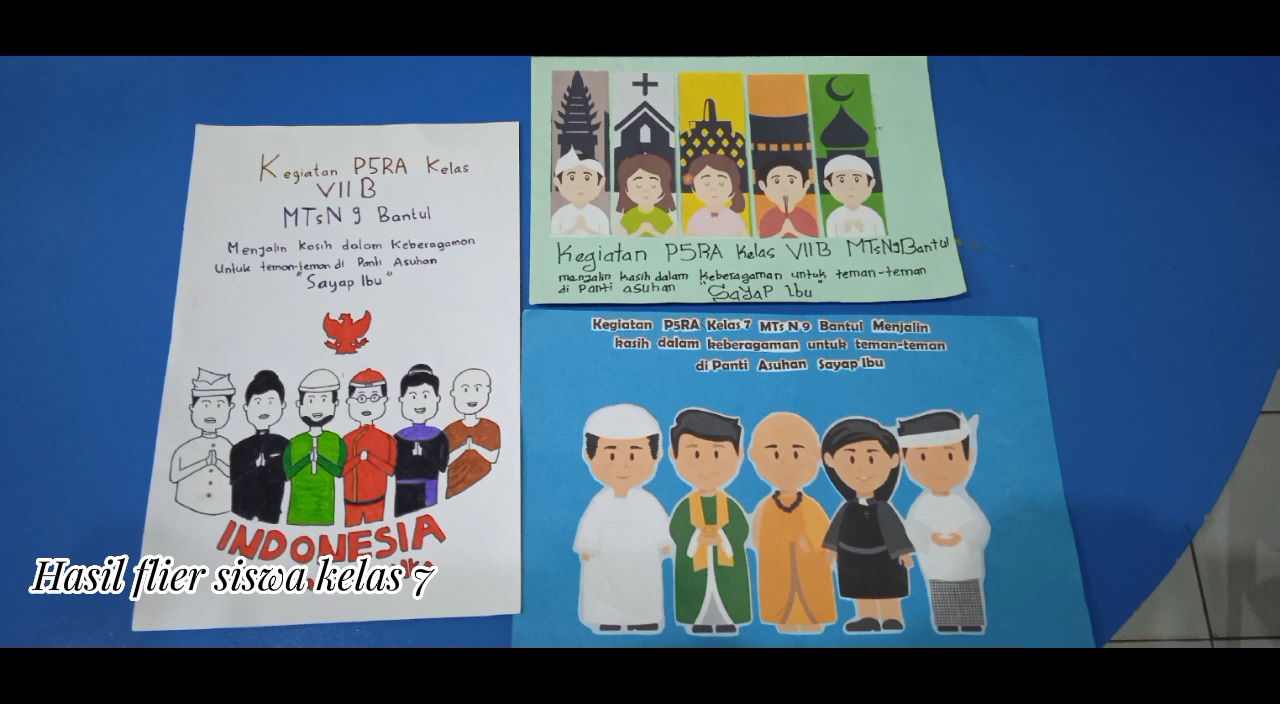 Kegiatan P5RA Kelas
VII B
MTsN 9 Bantul
Menjalin Kasih dalam Keberagaman
Untuk teman-teman di Panti Asuhan
"Sayap Ibu"
INDONESIA
Kegiatan P5RA Kelas VII B MTsN9Bantul
menjalin kasih dalam keberagaman untuk teman-teman
di Panti asuhan "Sayap Ibu"
Kegiatan P5RA Kelas 7 MTs N 9 Bantul Menjalin
kasih dalam keberagaman untuk teman-teman
di Panti Asuhan Sayap Ibu
Hasil flier siswa kelas 7